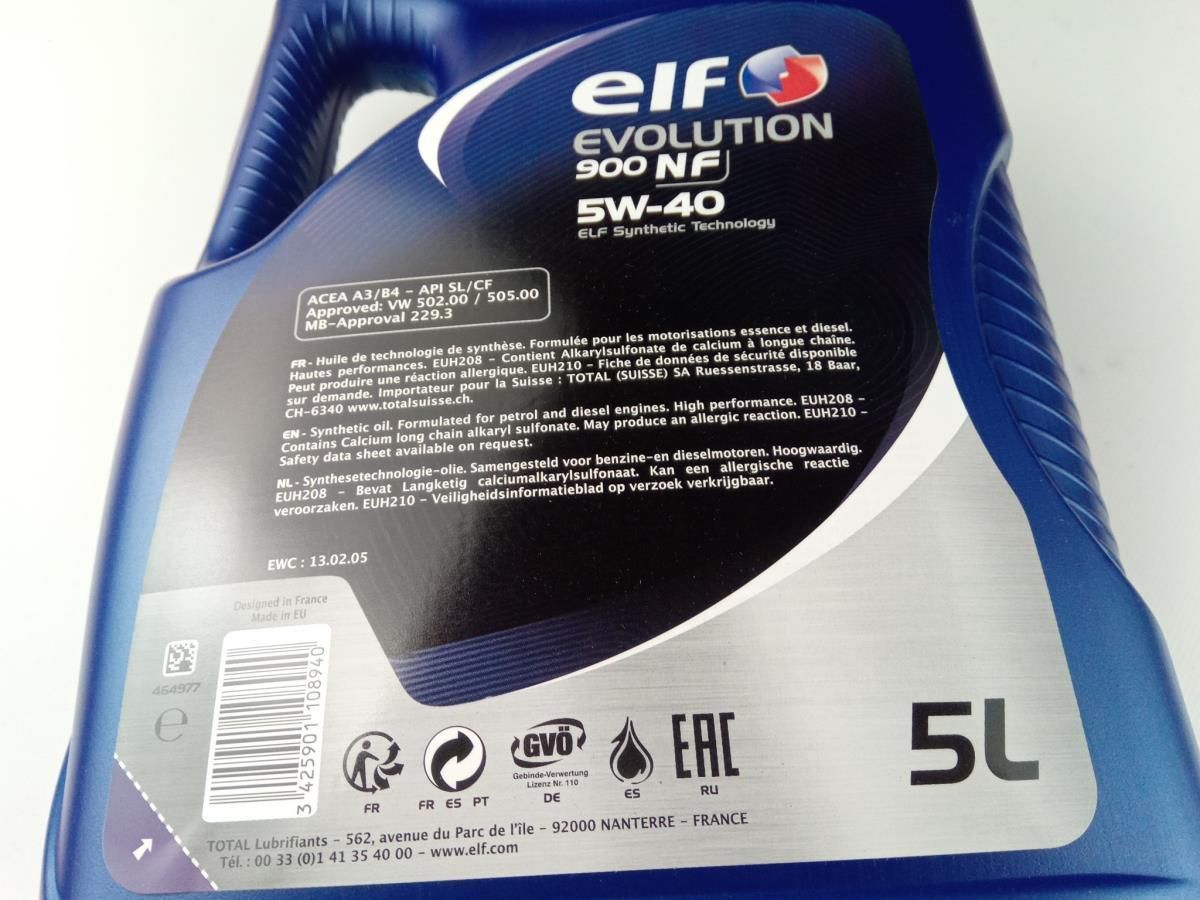 elf
EVOLUTION
900 NF
5W-40
ELF Synthetic Technology
ACEA A3/B4 – API SL/CF
Approved: VW 502.00 / 505.00
MB-Approval 229.3
FR - Huile de technologie de synthèse. Formulée pour les motorisations essence et diesel.
Hautes performances. EUH208 – Contient Alkarylsulfonate de calcium à longue chaîne.
Peut produire une réaction allergique. EUH210 – Fiche de données de sécurité disponible
sur demande. Importateur pour la Suisse : TOTAL (SUISSE) SA Ruessenstrasse, 18 Baar,
CH-6340 www.totalsuisse.ch.
EN - Synthetic oil. Formulated for petrol and diesel engines. High performance. EUH208 –
Contains Calcium long chain alkaryl sulfonate. May produce an allergic reaction. EUH210 –
Safety data sheet available on request.
NL - Synthesetechnologie-olie. Samengesteld voor benzine-en dieselmotoren. Hoogwaardig.
EUH208 – Bevat Langketig calciumalkarylsulfonaat. Kan een allergische reactie
veroorzaken. EUH210 – Veiligheidsinformatieblad op verzoek verkrijgbaar.
EWC : 13.02.05
Designed in France
Made in EU
464977
e
3 425901 108940
FR
FR ES PT
GVÖ
Gebinde-Verwertung
Lizenz Nr. 110
DE
ES
EAC
RU
5L
TOTAL Lubrifiants – 562, avenue du Parc de l'île – 92000 NANTERRE – FRANCE
Tél. : 00 33 (0)1 41 35 40 00 – www.elf.com